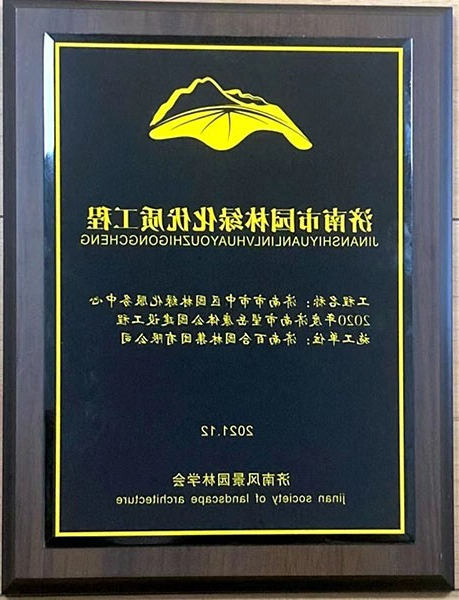 济南市园林绿化优质工程
JINANSHIYUANLINLVHUAYOUZHIGONGCHENG
工程名称：济南市市中区园林绿化服务中心
2020年度济南市望岳康体公园建设工程
施工单位：济南百合园林集团有限公司
2021.12
济南风景园林学会
jinan society of landscape architecture